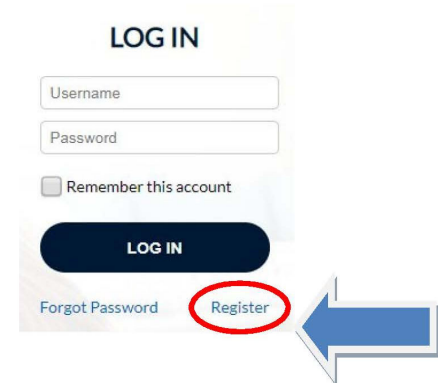 LOG IN
Username
Password
Remember this account
LOG IN
Forgot Password Register